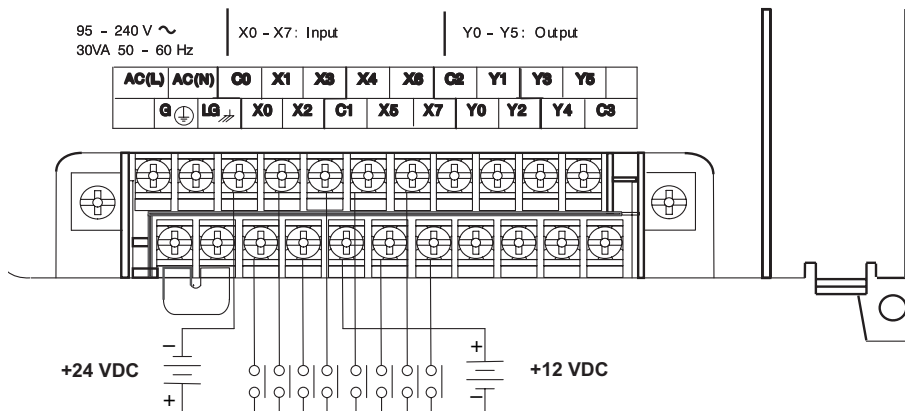 95 - 240 V ~
30VA 50 - 60 Hz
X0 - X7: Input
Y0 - Y5: Output
AC(L) AC(N) C0 X1 X3 X4 X6 C2 Y1 Y3 Y5
G LG X0 X2 C1 X5 X7 Y0 Y2 Y4 C3
+24 VDC
−
+
+12 VDC
+
−